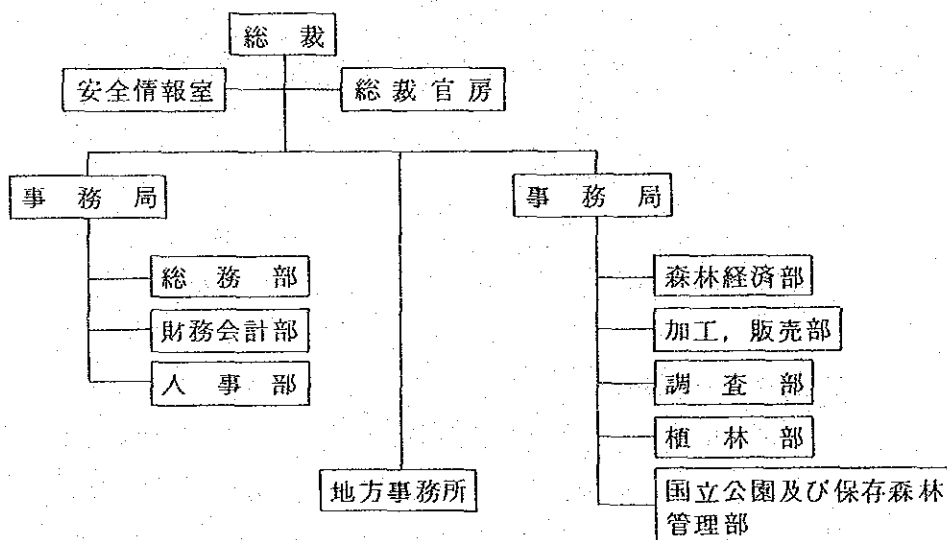 総裁
安全情報室
総裁官房
事務局
事務局
総務部
財務会計部
人事部
地方事務所
森林経済部
加工，販売部
調査部
植林部
国立公園及び保存森林
管理部